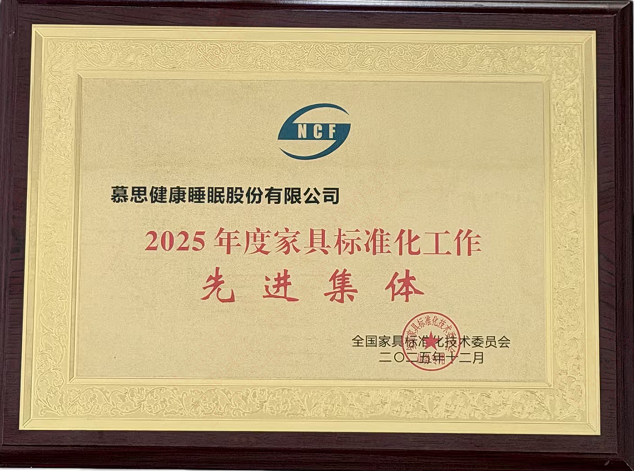 NCF
慕思健康睡眠股份有限公司
2025年度家具标准化工作
先进集体
全国家具标准化技术委员会
二〇二五年十二月